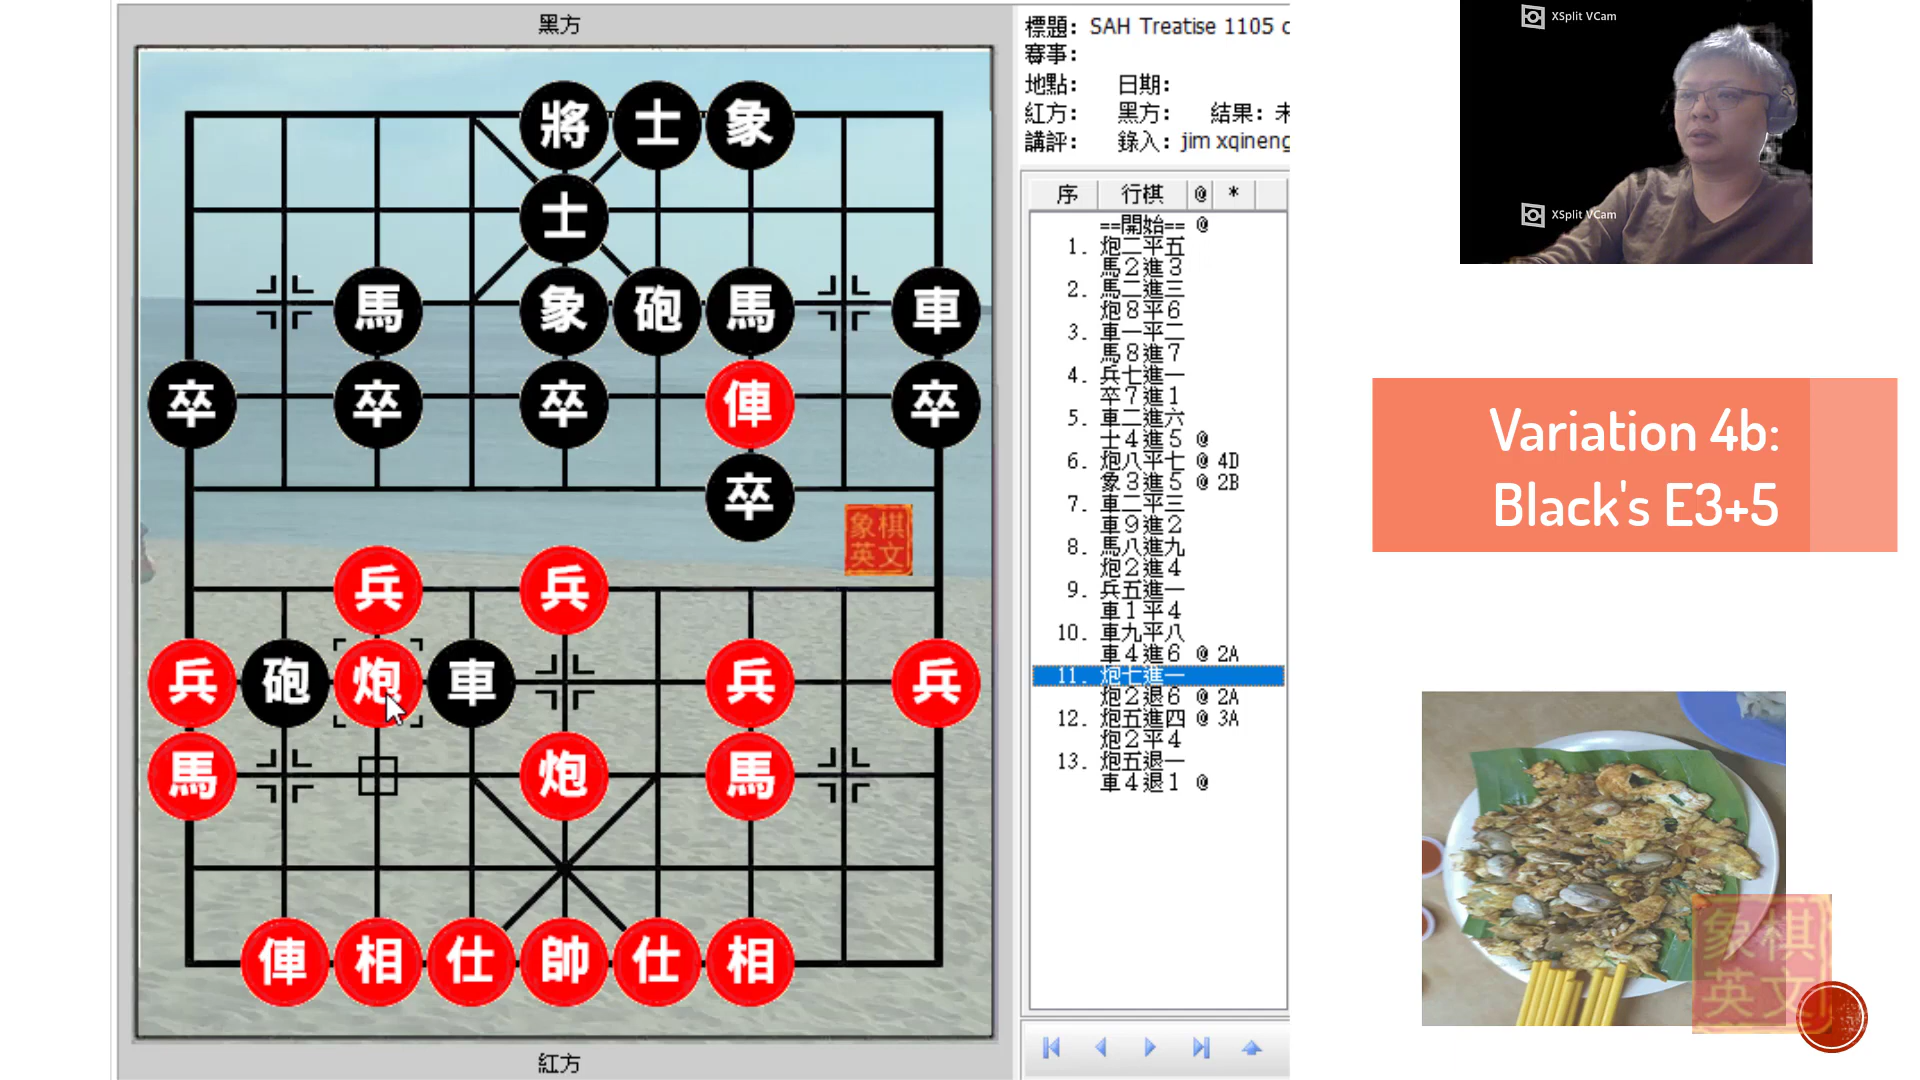 黑方
將士象
士
馬象砲馬車
卒卒卒俥卒
卒
象棋
英文
兵兵
兵砲炮車兵兵
馬炮馬
俥相仕帥仕相
紅方
標題: SAH Treatise 1105 c
賽事:
地點: 日期:
紅方: 黑方: 結果: 未
講評: 錄入: jim xqineng
序 行棋 @ *
==開始== @
1. 炮二平五
馬2進3
2. 馬二進三
炮8平6
3. 車一平二
馬8進7
4. 兵七進一
卒7進1
5. 車二進六
士4進5 @
6. 炮八平七 @ 4D
象3進5 @ 2B
7. 車二平三
車9進2
8. 馬八進九
炮2進4
9. 兵五進一
車1平4
10. 車九平八
車4進6 @ 2A
11. 炮七進一
炮2退6 @ 2A
12. 炮五進四 @ 3A
炮2平4
13. 炮五退一
車4退1 @
XSplit VCam
XSplit VCam
Variation 4b:
Black's E3+5
象棋
英文